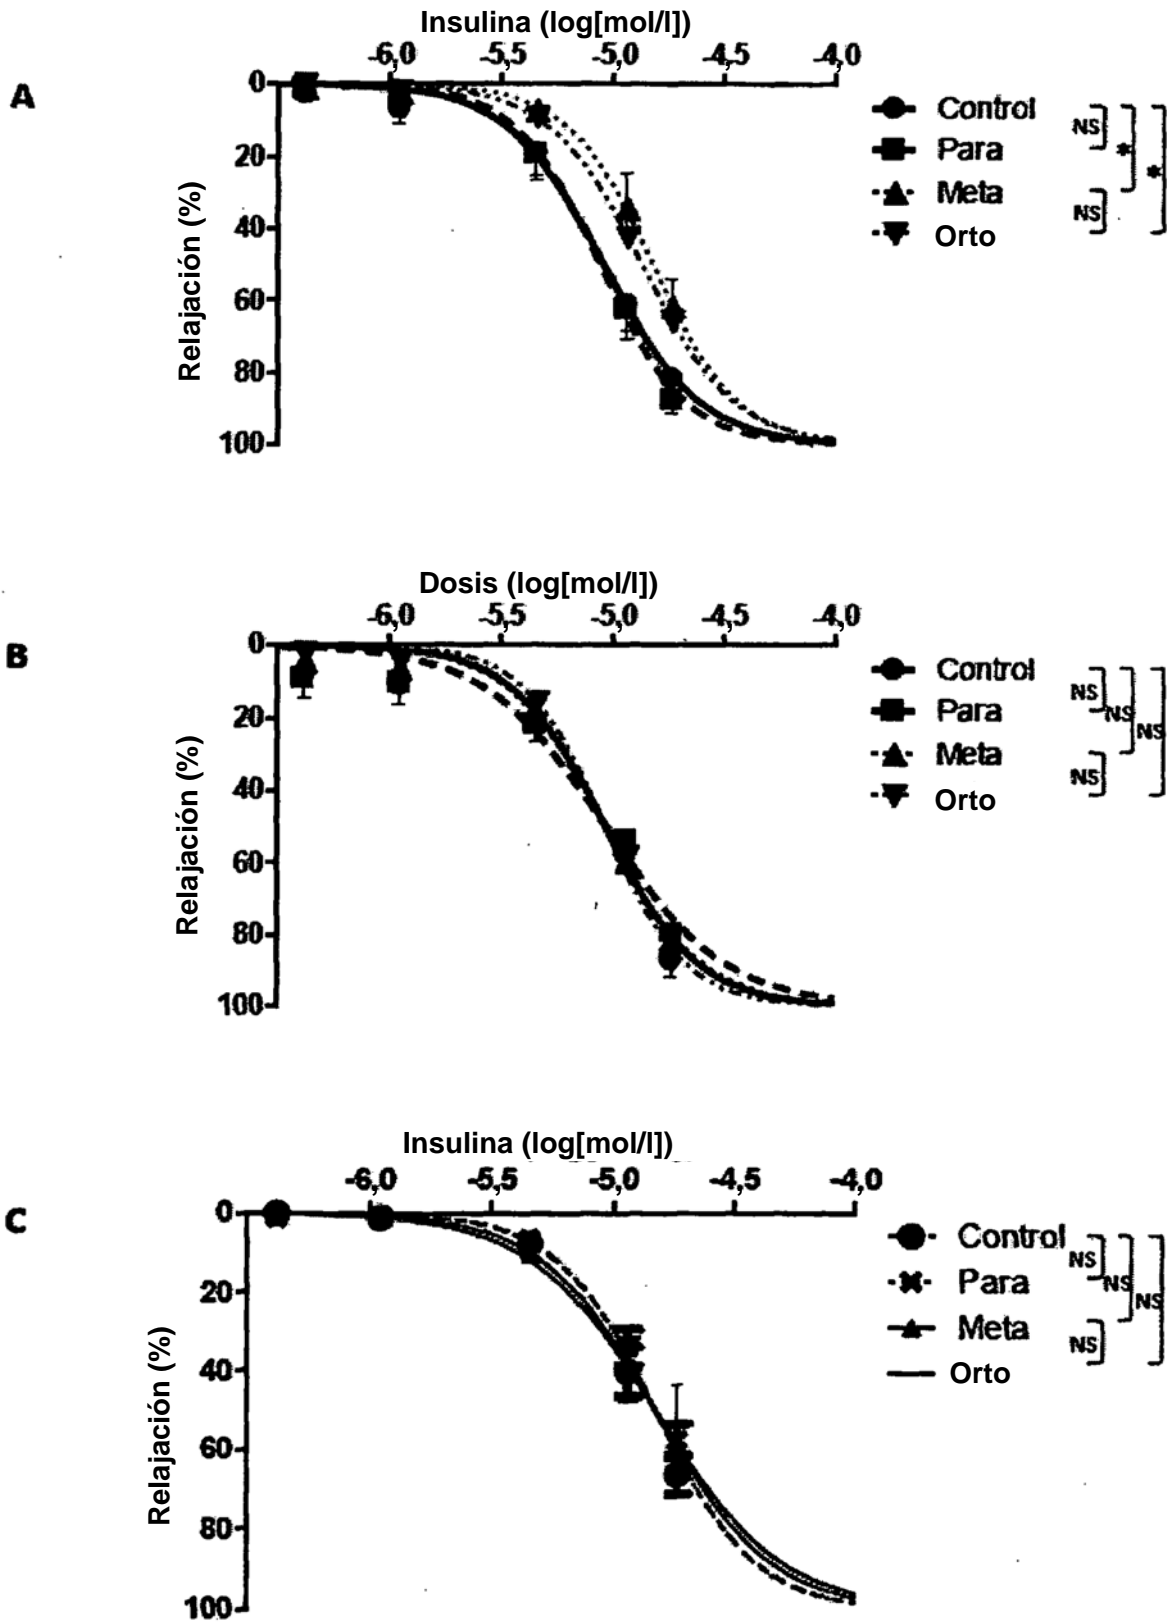 Insulina (log[mol/l])
-6,0 -5,5 -5,0 -4,5 -4,0
A
0
20
40
60
80
100
Relajación (%)
Control
Para
Meta
Orto
NS
*
*
NS
Dosis (log[mol/l])
-6,0 -5,5 -5,0 -4,5 -4,0
B
0
20
40
60
80
100
Relajación (%)
Control
Para
Meta
Orto
NS
NS
NS
NS
Insulina (log[mol/l])
-6,0 -5,5 -5,0 -4,5 -4,0
C
0
20
40
60
80
100
Relajación (%)
Control
Para
Meta
Orto
NS
NS
NS
NS